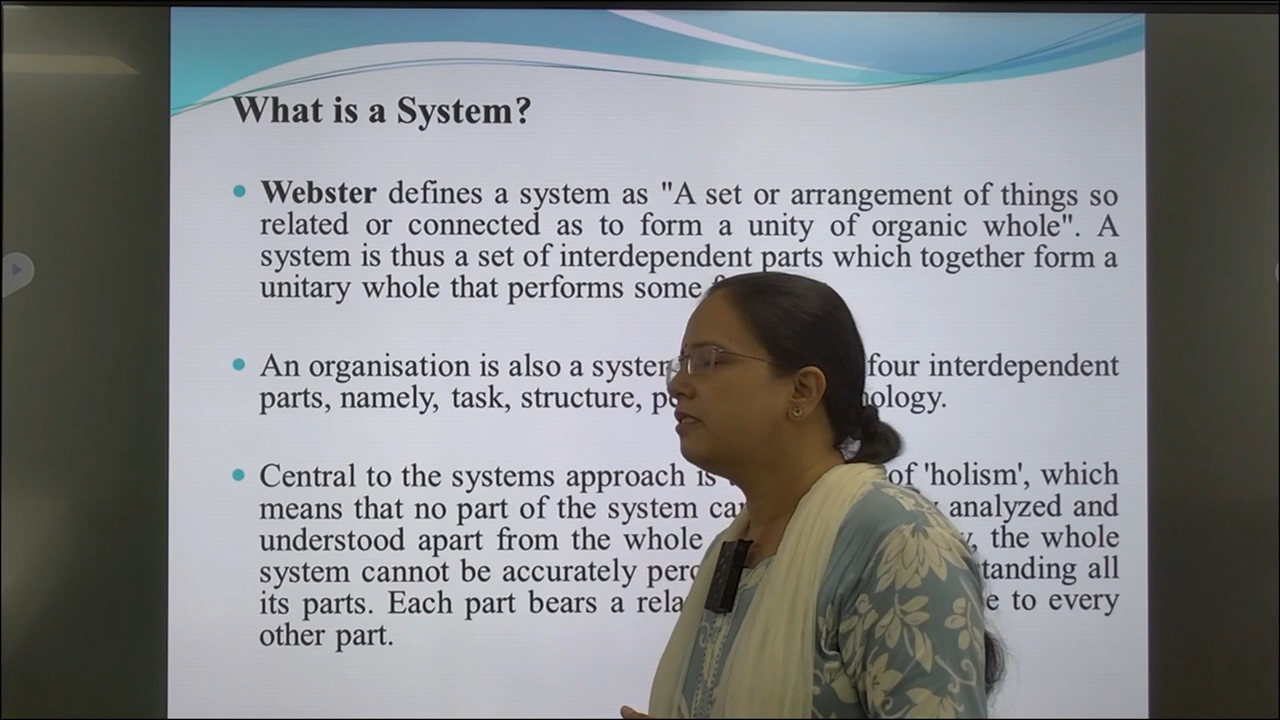 What is a System?
Webster defines a system as "A set or arrangement of things so
related or connected as to form a unity of organic whole". A
system is thus a set of interdependent parts which together form a
unitary whole that performs some
An organisation is also a system four interdependent
parts, namely, task, structure,
Central to the systems approach is of 'holism', which
means that no part of the system analyzed and
understood apart from the whole the whole
system cannot be accurately all
its parts. Each part bears a to every
other part.